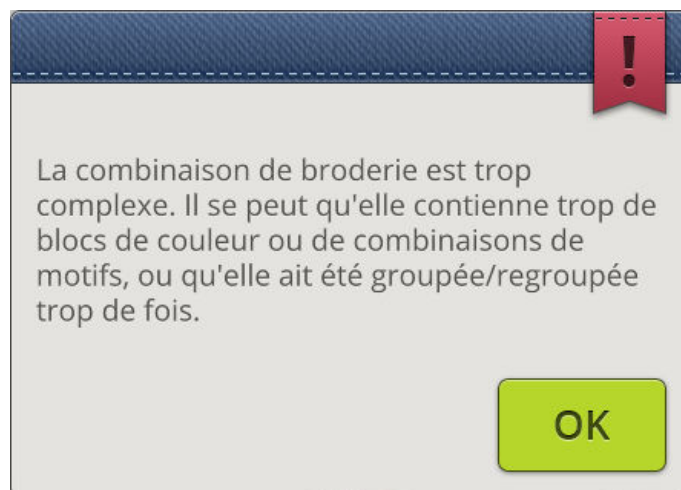 !
La combinaison de broderie est trop
complexe. Il se peut qu'elle contienne trop de
blocs de couleur ou de combinaisons de
motifs, ou qu'elle ait été groupée/regroupée
trop de fois.
OK